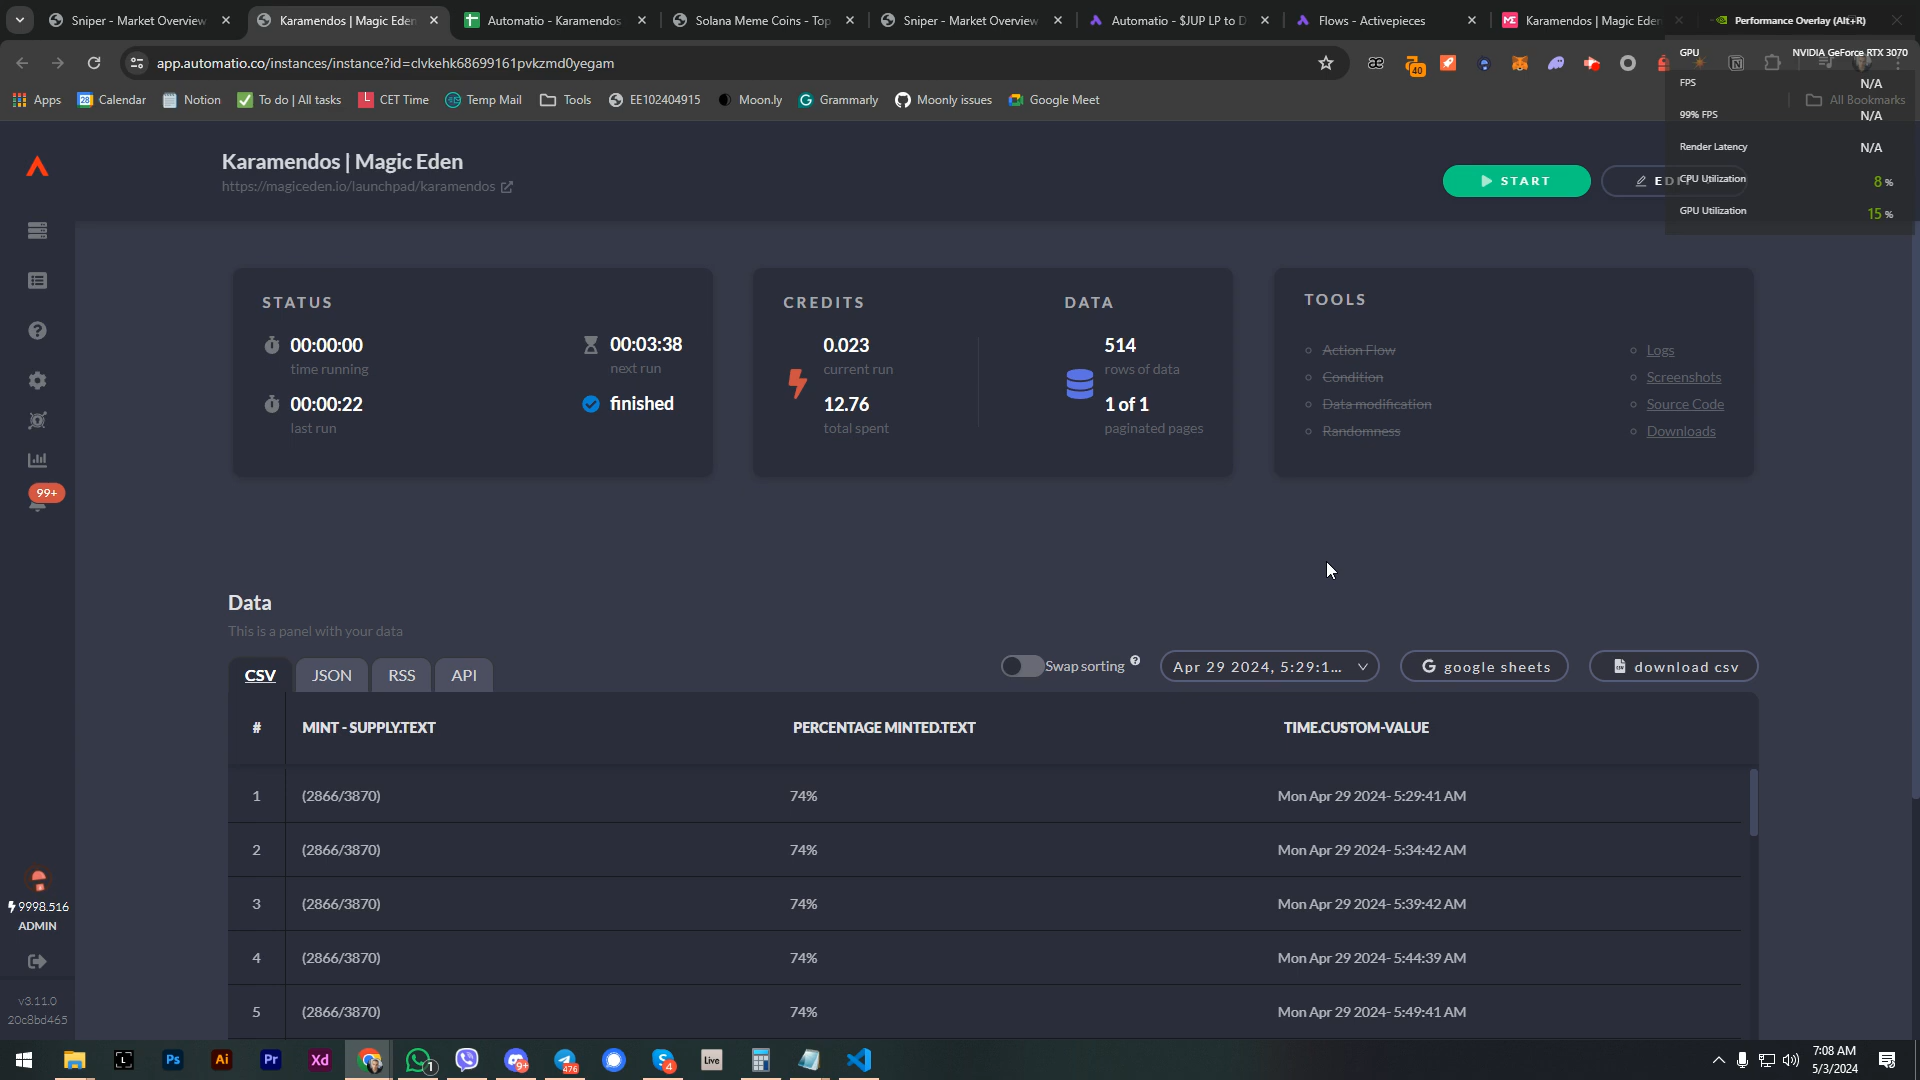 Sniper - Market Overview
Karamendos | Magic Eden
Automatio - Karamendos
Solana Meme Coins - Top
Sniper - Market Overview
Automatio - $JUP LP to D
Flows - Activepieces
Karamendos | Magic Eden
Performance Overlay (Alt+R)
app.automatio.co/instances/instance?id=clvkehk68699161pvkzmd0yegam
40
GPU
NVIDIA GeForce RTX 3070
Apps
Calendar
Notion
To do | All tasks
CET Time
Temp Mail
Tools
EE102404915
Moon.ly
Grammarly
Moonly issues
Google Meet
All Bookmarks
FPS
N/A
99% FPS
N/A
Render Latency
N/A
CPU Utilization
8 %
GPU Utilization
15 %
Karamendos | Magic Eden
https://magiceden.io/launchpad/karamendos
START
EDIT
STATUS
00:00:00
time running
00:03:38
next run
00:00:22
last run
finished
CREDITS
0.023
current run
12.76
total spent
DATA
514
rows of data
1 of 1
paginated pages
TOOLS
Action Flow
Condition
Data modification
Randomness
Logs
Screenshots
Source Code
Downloads
99+
Data
This is a panel with your data
CSV
JSON
RSS
API
Swap sorting
Apr 29 2024, 5:29:1...
google sheets
download csv
# MINT - SUPPLY.TEXT PERCENTAGE MINTED.TEXT TIME.CUSTOM-VALUE
1 (2866/3870) 74% Mon Apr 29 2024- 5:29:41 AM
2 (2866/3870) 74% Mon Apr 29 2024- 5:34:42 AM
3 (2866/3870) 74% Mon Apr 29 2024- 5:39:42 AM
4 (2866/3870) 74% Mon Apr 29 2024- 5:44:39 AM
5 (2866/3870) 74% Mon Apr 29 2024- 5:49:41 AM
9998.516
ADMIN
v3.11.0
20c8bd465
Ps
Ai
Pr
Xd
1
9+
476
4
Live
7:08 AM
5/3/2024